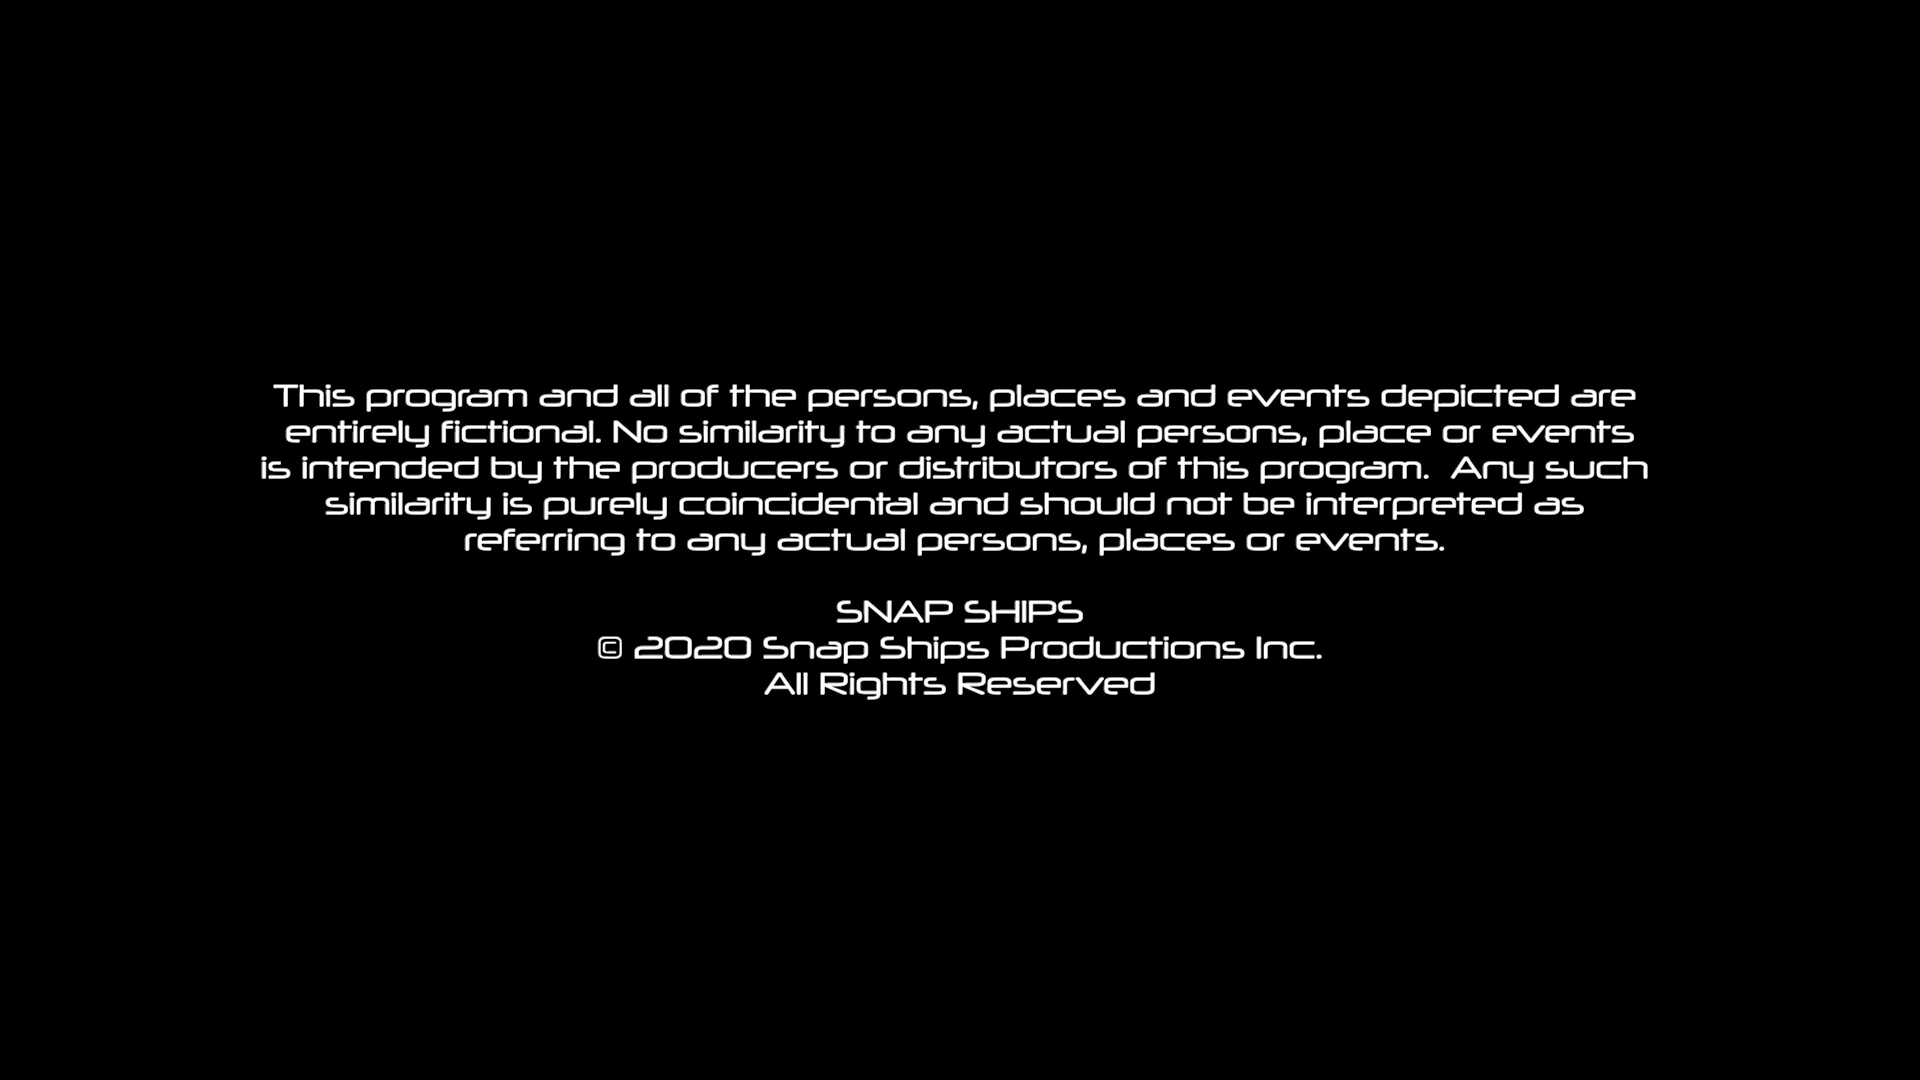 This program and all of the persons, places and events depicted are
entirely fictional. No similarity to any actual persons, place or events
is intended by the producers or distributors of this program.  Any such
similarity is purely coincidental and should not be interpreted as
referring to any actual persons, places or events.
SNAP SHIPS
© 2020 Snap Ships Productions Inc.
All Rights Reserved